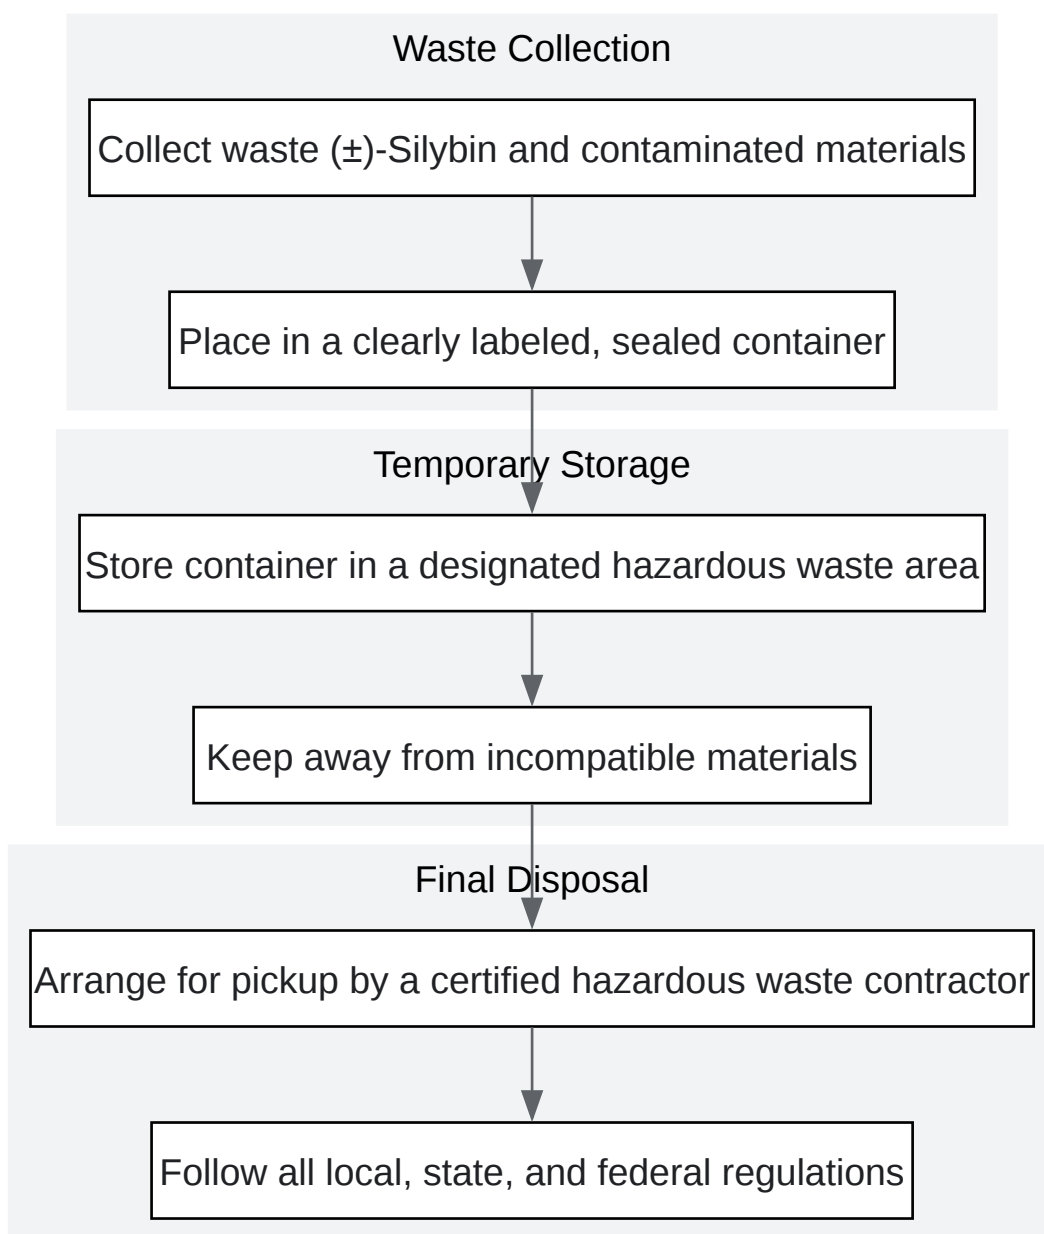 Waste Collection
Collect waste (±)-Silybin and contaminated materials
Place in a clearly labeled, sealed container
Temporary Storage
Store container in a designated hazardous waste area
Keep away from incompatible materials
Final Disposal
Arrange for pickup by a certified hazardous waste contractor
Follow all local, state, and federal regulations